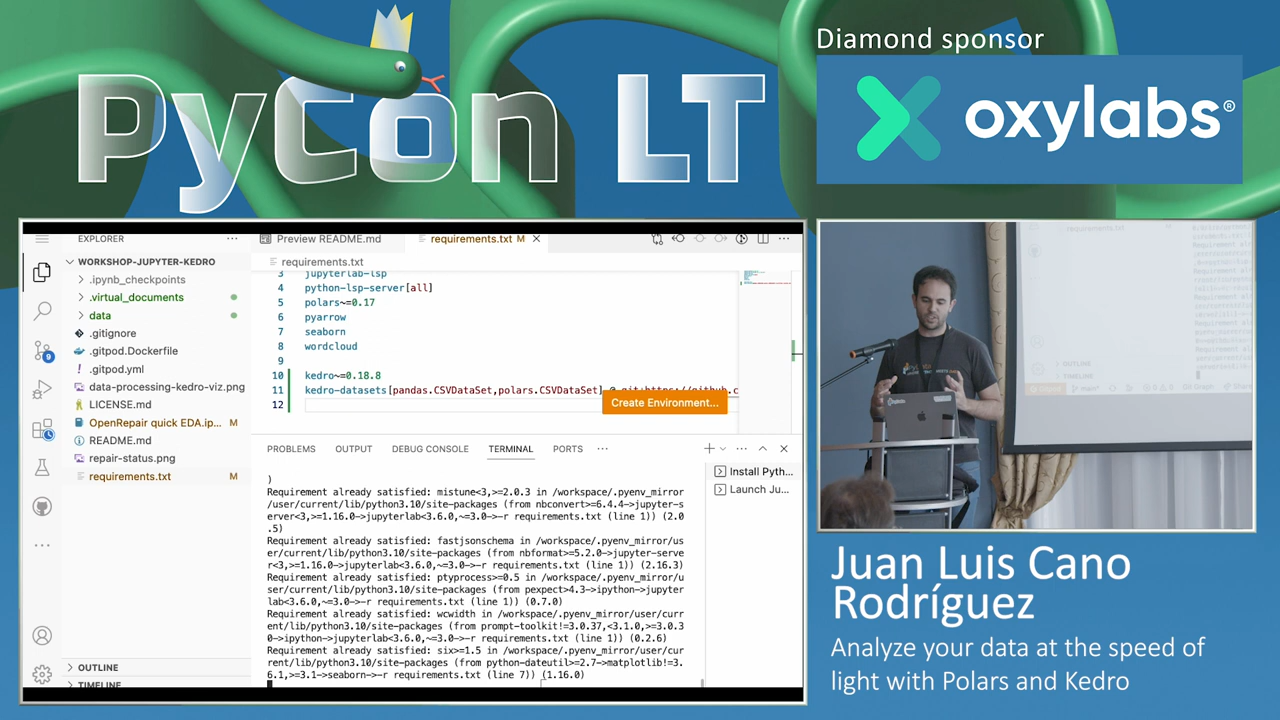 PyCon LT
Diamond sponsor
oxylabs®
EXPLORER
Preview README.md
requirements.txt M
WORKSHOP-JUPYTER-KEDRO
requirements.txt
.ipynb_checkpoints
.virtual_documents
data
.gitignore
.gitpod.Dockerfile
.gitpod.yml
data-processing-kedro-viz.png
LICENSE.md
OpenRepair quick EDA.ip... M
README.md
repair-status.png
requirements.txt M
OUTLINE
TIMELINE
9
3 jupyterlab-lsp
4 python-lsp-server[all]
5 polars~=0.17
6 pyarrow
7 seaborn
8 wordcloud
9
10 kedro~=0.18.8
11 kedro-datasets[pandas.CSVDataSet,polars.CSVDataSet] @ git+https://github.c
12
Create Environment...
PROBLEMS OUTPUT DEBUG CONSOLE TERMINAL PORTS
Install Pyth...
Launch Ju...
)
Requirement already satisfied: mistune<3,>=2.0.3 in /workspace/.pyenv_mirror
/user/current/lib/python3.10/site-packages (from nbconvert>=6.4.4->jupyter-s
erver<3,>=1.16.0->jupyterlab<3.6.0,~=3.0->-r requirements.txt (line 1)) (2.0
.5)
Requirement already satisfied: fastjsonschema in /workspace/.pyenv_mirror/us
er/current/lib/python3.10/site-packages (from nbformat>=5.2.0->jupyter-serve
r<3,>=1.16.0->jupyterlab<3.6.0,~=3.0->-r requirements.txt (line 1)) (2.16.3)
Requirement already satisfied: ptyprocess>=0.5 in /workspace/.pyenv_mirror/u
ser/current/lib/python3.10/site-packages (from pexpect>4.3->ipython->jupyter
lab<3.6.0,~=3.0->-r requirements.txt (line 1)) (0.7.0)
Requirement already satisfied: wcwidth in /workspace/.pyenv_mirror/user/curr
ent/lib/python3.10/site-packages (from prompt-toolkit!=3.0.37,<3.1.0,>=3.0.3
0->ipython->jupyterlab<3.6.0,~=3.0->-r requirements.txt (line 1)) (0.2.6)
Requirement already satisfied: six>=1.5 in /workspace/.pyenv_mirror/user/cur
rent/lib/python3.10/site-packages (from python-dateutil>=2.7->matplotlib!=3.
6.1,>=3.1->seaborn->-r requirements.txt (line 7)) (1.16.0)
Juan Luis Cano
Rodríguez
Analyze your data at the speed of
light with Polars and Kedro